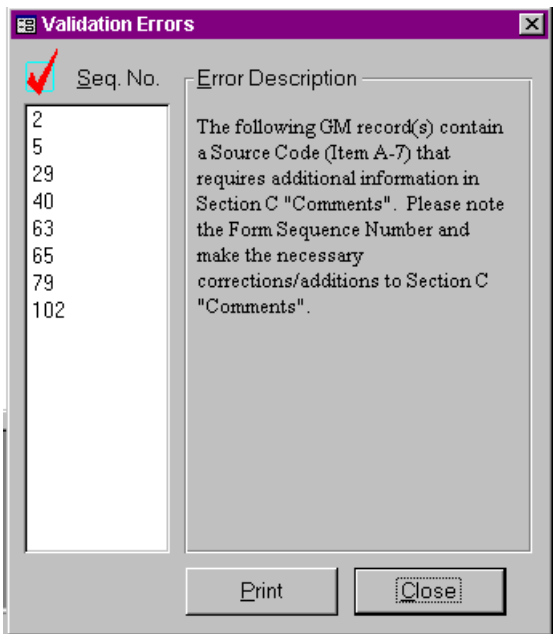 Validation Errors
Seq. No.
2
5
29
40
63
65
79
102
Error Description
The following GM record(s) contain
a Source Code (Item A-7) that
requires additional information in
Section C "Comments".  Please note
the Form Sequence Number and
make the necessary
corrections/additions to Section C
"Comments".
Print
Close